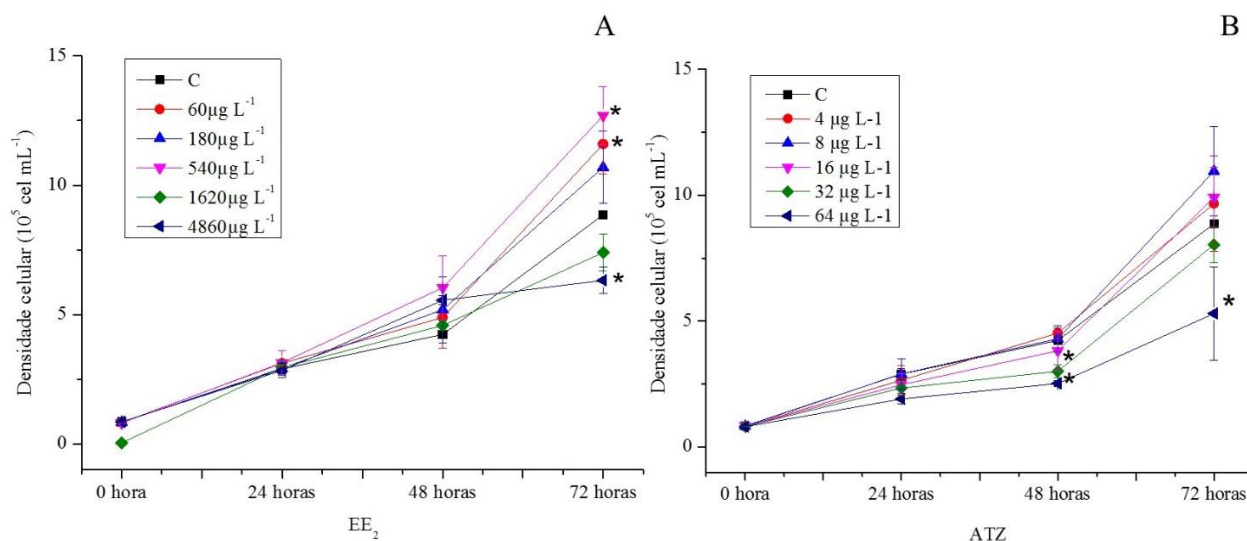 A
Densidade celular (10⁵ cel mL⁻¹)
15
10
5
0
C
60µg L⁻¹
180µg L⁻¹
540µg L⁻¹
1620µg L⁻¹
4860µg L⁻¹
*
*
*
0 hora 24 horas 48 horas 72 horas
EE₂
B
Densidade celular (10⁵ cel mL⁻¹)
15
10
5
0
C
4 µg L-1
8 µg L-1
16 µg L-1
32 µg L-1
64 µg L-1
*
*
*
0 hora 24 horas 48 horas 72 horas
ATZ